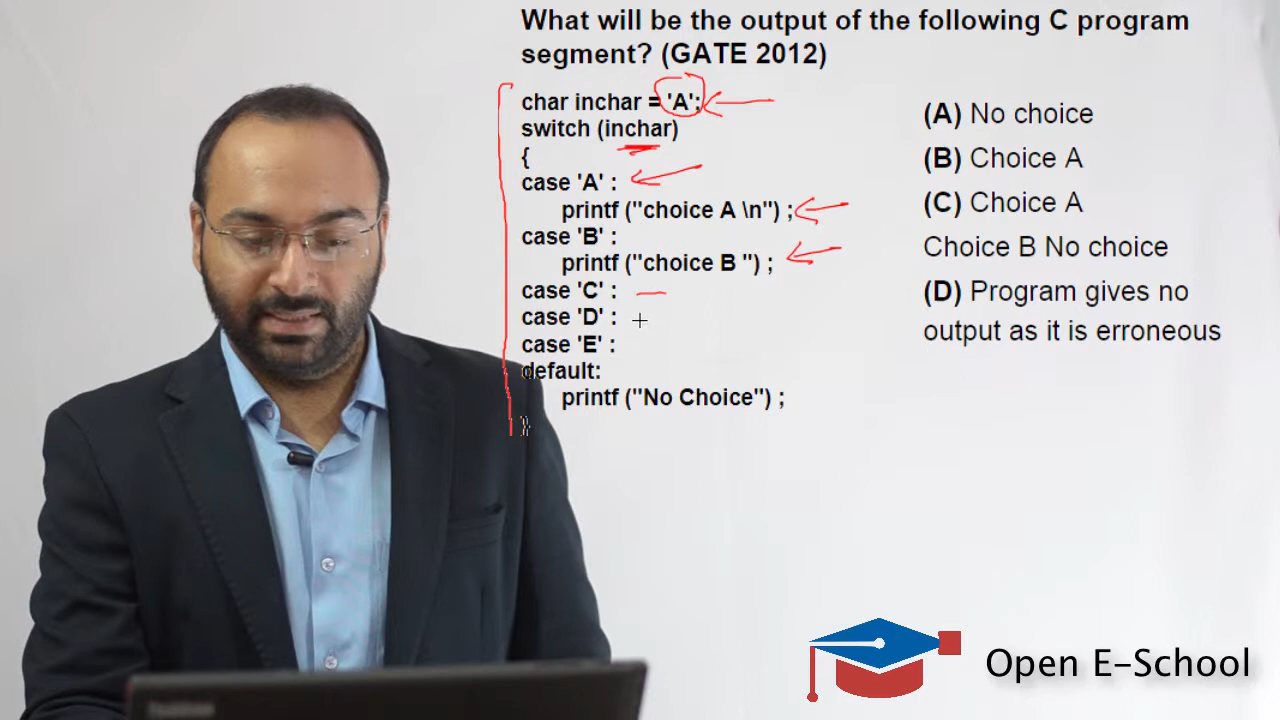 What will be the output of the following C program
segment? (GATE 2012)
char inchar = 'A';
switch (inchar)
{
case 'A' :
printf ("choice A \n") ;
case 'B' :
printf ("choice B ") ;
case 'C' :
case 'D' :
case 'E' :
default:
printf ("No Choice") ;
}
(A) No choice
(B) Choice A
(C) Choice A
Choice B No choice
(D) Program gives no
output as it is erroneous
Open E-School